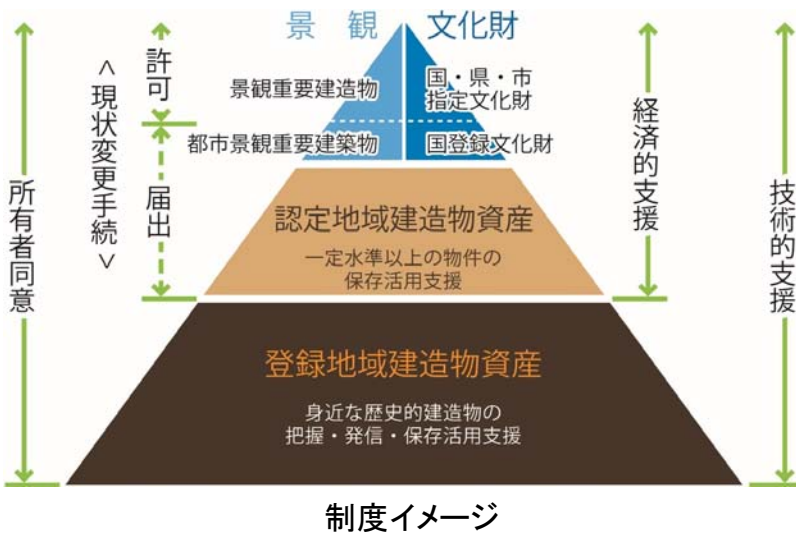 景観
文化財
景観重要建造物
国・県・市
指定文化財
都市景観重要建築物
国登録文化財
認定地域建造物資産
一定水準以上の物件の
保存活用支援
登録地域建造物資産
身近な歴史的建造物の
把握・発信・保存活用支援
所有者同意
<現状変更手続>
許可
届出
経済的支援
技術的支援
制度イメージ